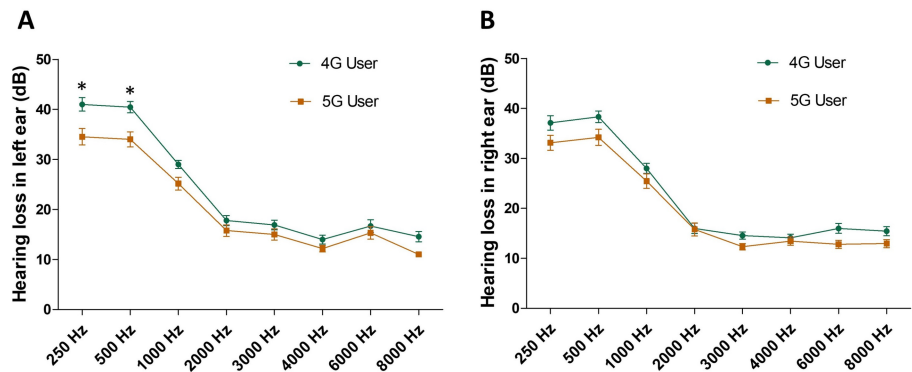 A
Hearing loss in left ear (dB)
50
40
30
20
10
0
* *
4G User
5G User
250 Hz
500 Hz
1000 Hz
2000 Hz
3000 Hz
4000 Hz
6000 Hz
8000 Hz
B
Hearing loss in right ear (dB)
50
40
30
20
10
0
4G User
5G User
250 Hz
500 Hz
1000 Hz
2000 Hz
3000 Hz
4000 Hz
6000 Hz
8000 Hz